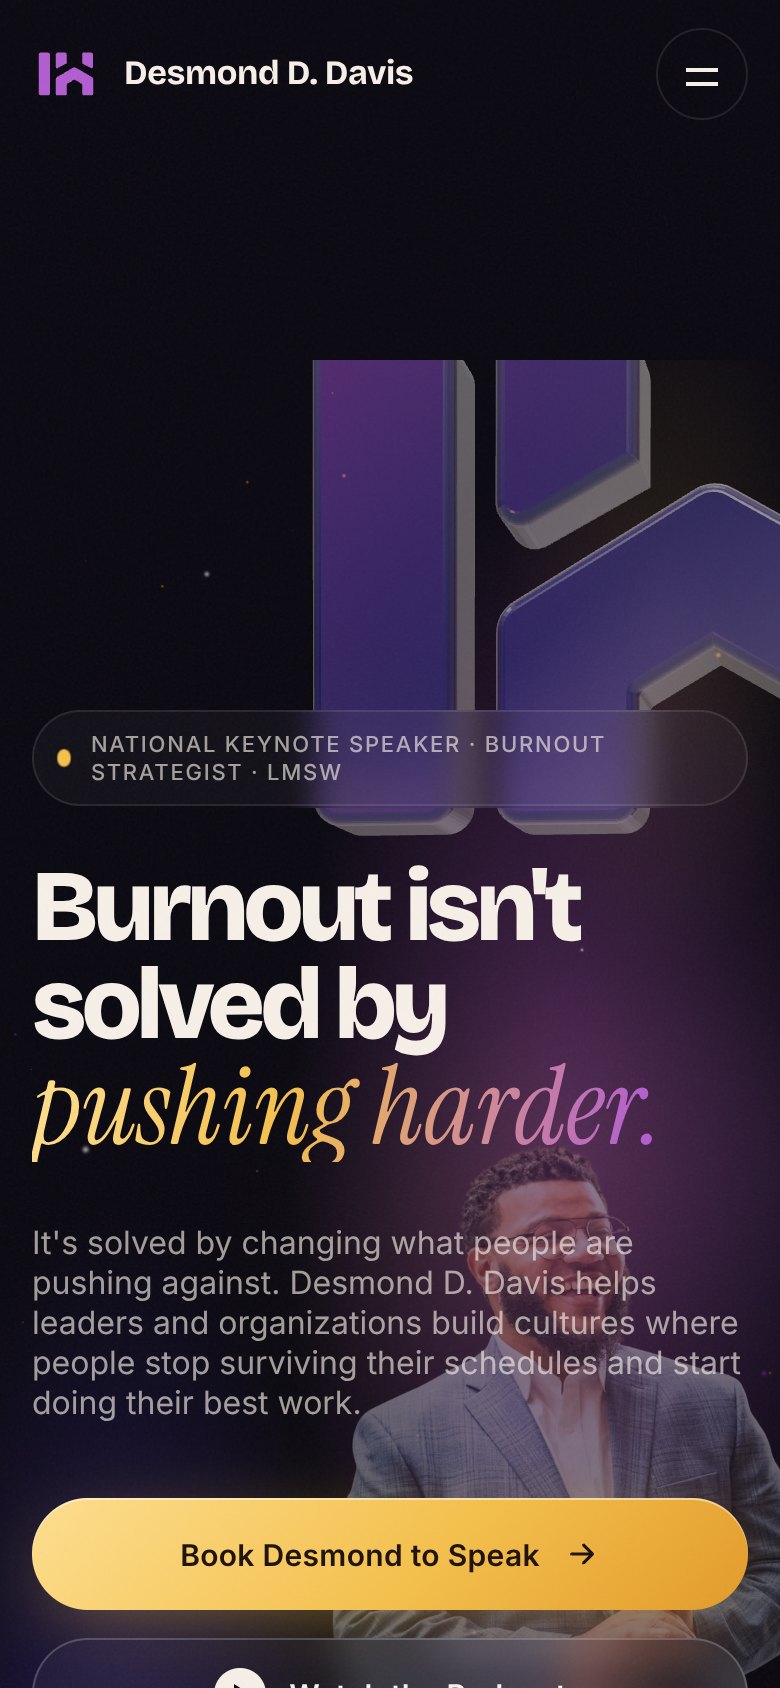 Desmond D. Davis
NATIONAL KEYNOTE SPEAKER · BURNOUT
STRATEGIST · LMSW
Burnout isn't
solved by
pushing harder.
It's solved by changing what people are
pushing against. Desmond D. Davis helps
leaders and organizations build cultures where
people stop surviving their schedules and start
doing their best work.
Book Desmond to Speak →